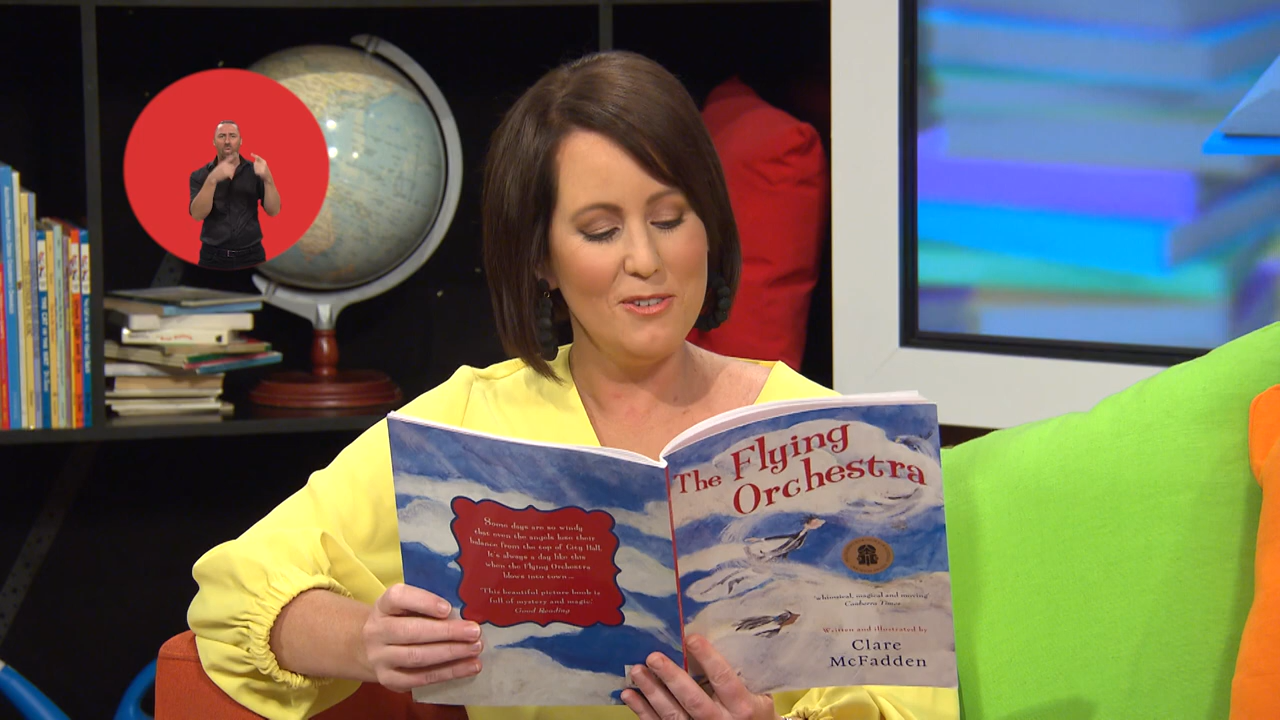 Some days are so windy
that even the angels lose their
balance from the top of City Hall.
It's always a day like this
when the Flying Orchestra
blows into town...
"This beautiful picture book is
full of mystery and magic."
Good Reading
The Flying
Orchestra
'whimsical, magical and moving'
Canberra Times
Written and illustrated by
Clare
McFadden